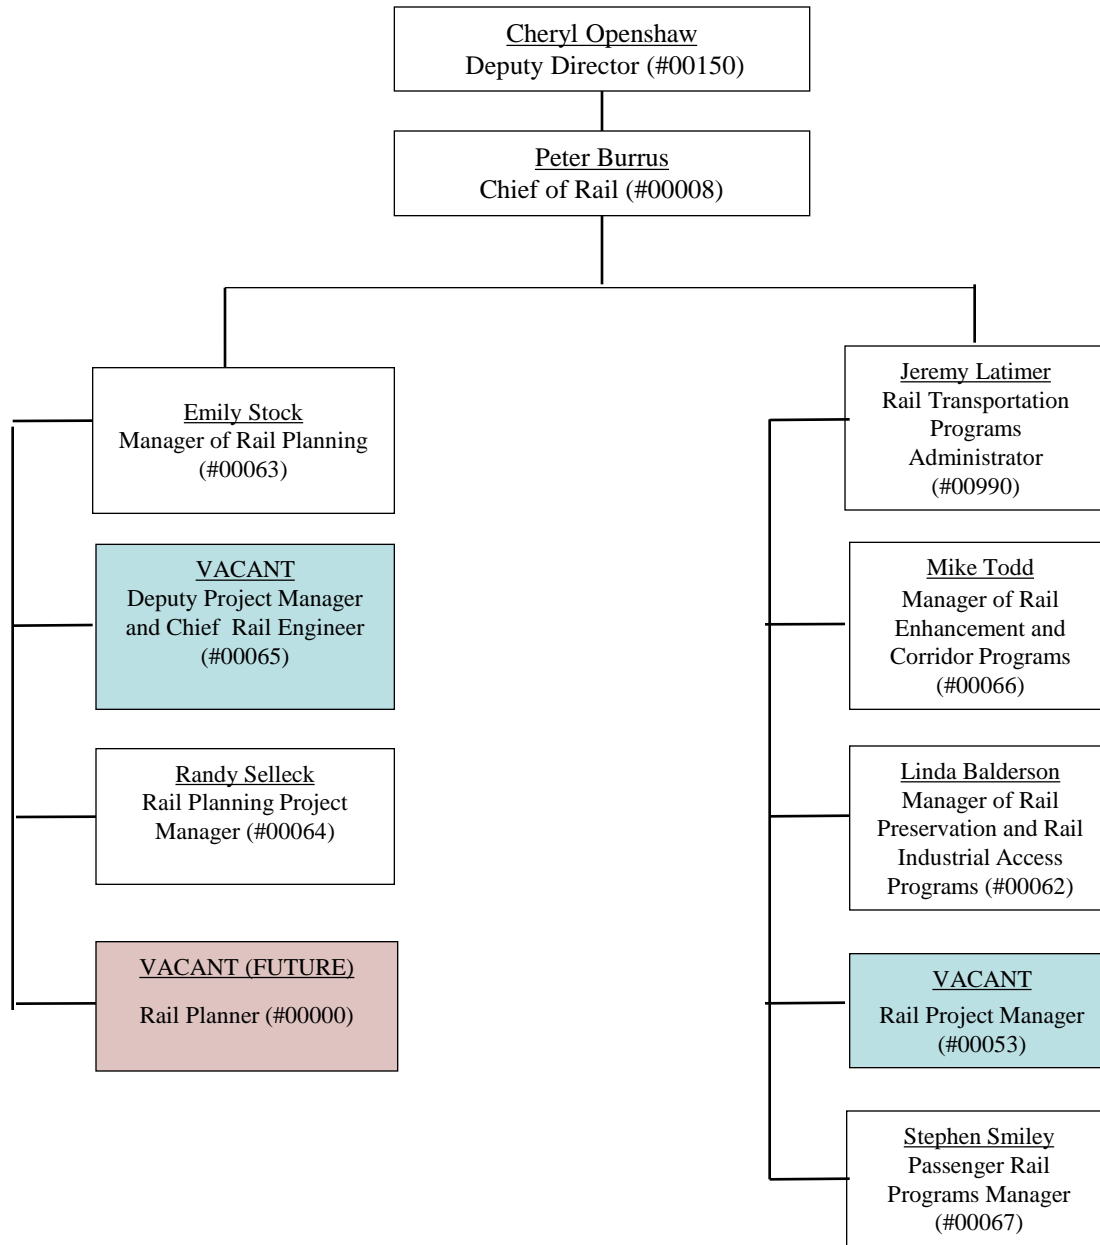 Cheryl Openshaw
Deputy Director (#00150)
Peter Burrus
Chief of Rail (#00008)
Emily Stock
Manager of Rail Planning
(#00063)
VACANT
Deputy Project Manager
and Chief Rail Engineer
(#00065)
Randy Selleck
Rail Planning Project
Manager (#00064)
VACANT (FUTURE)
Rail Planner (#00000)
Jeremy Latimer
Rail Transportation
Programs
Administrator
(#00990)
Mike Todd
Manager of Rail
Enhancement and
Corridor Programs
(#00066)
Linda Balderson
Manager of Rail
Preservation and Rail
Industrial Access
Programs (#00062)
VACANT
Rail Project Manager
(#00053)
Stephen Smiley
Passenger Rail
Programs Manager
(#00067)